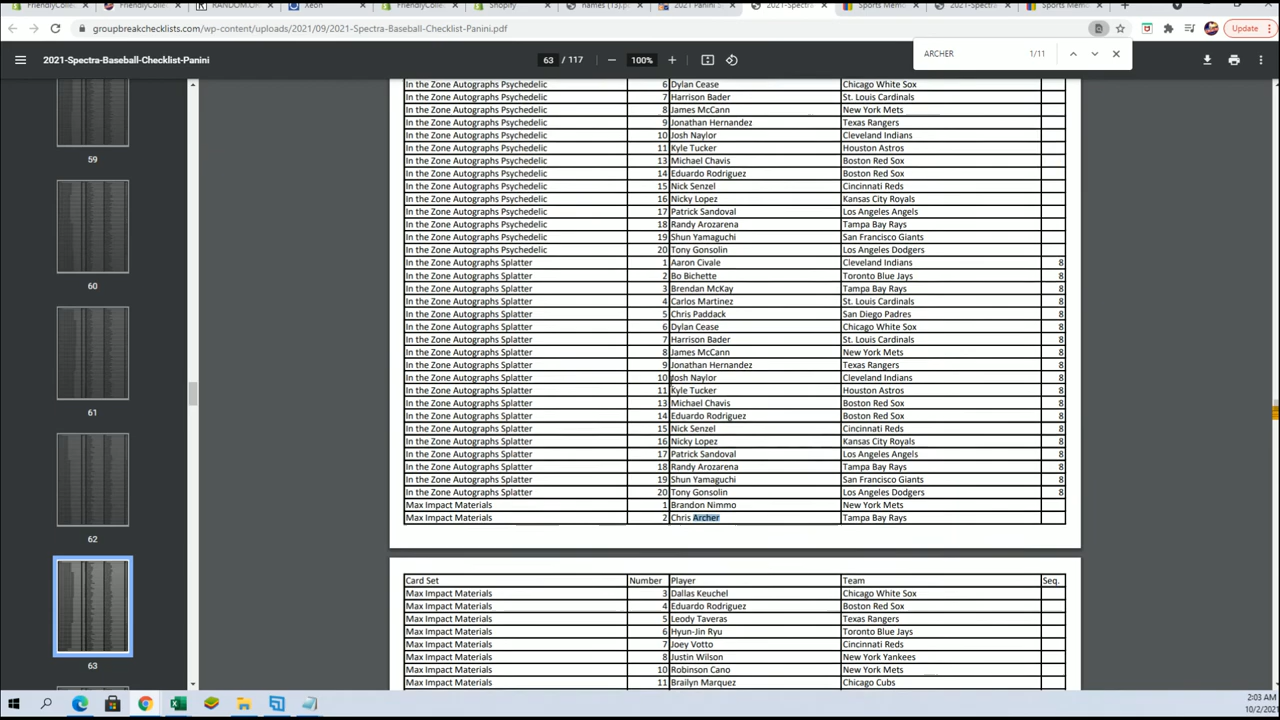 FriendlyColle
FriendlyColle
RANDOM.OR
Xeon
FriendlyColle
Shopify
names (13).p
2021 Panini S
2021-Spectra
Sports Memo
2021-Spectra
Sports Memo
groupbreakchecklists.com/wp-content/uploads/2021/09/2021-Spectra-Baseball-Checklist-Panini.pdf
Update
2021-Spectra-Baseball-Checklist-Panini
63 / 117
100%
ARCHER 1/11
59
60
61
62
63
In the Zone Autographs Psychedelic 6 Dylan Cease Chicago White Sox
In the Zone Autographs Psychedelic 7 Harrison Bader St. Louis Cardinals
In the Zone Autographs Psychedelic 8 James McCann New York Mets
In the Zone Autographs Psychedelic 9 Jonathan Hernandez Texas Rangers
In the Zone Autographs Psychedelic 10 Josh Naylor Cleveland Indians
In the Zone Autographs Psychedelic 11 Kyle Tucker Houston Astros
In the Zone Autographs Psychedelic 13 Michael Chavis Boston Red Sox
In the Zone Autographs Psychedelic 14 Eduardo Rodriguez Boston Red Sox
In the Zone Autographs Psychedelic 15 Nick Senzel Cincinnati Reds
In the Zone Autographs Psychedelic 16 Nicky Lopez Kansas City Royals
In the Zone Autographs Psychedelic 17 Patrick Sandoval Los Angeles Angels
In the Zone Autographs Psychedelic 18 Randy Arozarena Tampa Bay Rays
In the Zone Autographs Psychedelic 19 Shun Yamaguchi San Francisco Giants
In the Zone Autographs Psychedelic 20 Tony Gonsolin Los Angeles Dodgers
In the Zone Autographs Splatter 1 Aaron Civale Cleveland Indians 8
In the Zone Autographs Splatter 2 Bo Bichette Toronto Blue Jays 8
In the Zone Autographs Splatter 3 Brendan McKay Tampa Bay Rays 8
In the Zone Autographs Splatter 4 Carlos Martinez St. Louis Cardinals 8
In the Zone Autographs Splatter 5 Chris Paddack San Diego Padres 8
In the Zone Autographs Splatter 6 Dylan Cease Chicago White Sox 8
In the Zone Autographs Splatter 7 Harrison Bader St. Louis Cardinals 8
In the Zone Autographs Splatter 8 James McCann New York Mets 8
In the Zone Autographs Splatter 9 Jonathan Hernandez Texas Rangers 8
In the Zone Autographs Splatter 10 Josh Naylor Cleveland Indians 8
In the Zone Autographs Splatter 11 Kyle Tucker Houston Astros 8
In the Zone Autographs Splatter 13 Michael Chavis Boston Red Sox 8
In the Zone Autographs Splatter 14 Eduardo Rodriguez Boston Red Sox 8
In the Zone Autographs Splatter 15 Nick Senzel Cincinnati Reds 8
In the Zone Autographs Splatter 16 Nicky Lopez Kansas City Royals 8
In the Zone Autographs Splatter 17 Patrick Sandoval Los Angeles Angels 8
In the Zone Autographs Splatter 18 Randy Arozarena Tampa Bay Rays 8
In the Zone Autographs Splatter 19 Shun Yamaguchi San Francisco Giants 8
In the Zone Autographs Splatter 20 Tony Gonsolin Los Angeles Dodgers 8
Max Impact Materials 1 Brandon Nimmo New York Mets
Max Impact Materials 2 Chris Archer Tampa Bay Rays
Card Set Number Player Team Seq.
Max Impact Materials 3 Dallas Keuchel Chicago White Sox
Max Impact Materials 4 Eduardo Rodriguez Boston Red Sox
Max Impact Materials 5 Leody Taveras Texas Rangers
Max Impact Materials 6 Hyun-Jin Ryu Toronto Blue Jays
Max Impact Materials 7 Joey Votto Cincinnati Reds
Max Impact Materials 8 Justin Wilson New York Yankees
Max Impact Materials 10 Robinson Cano New York Mets
Max Impact Materials 11 Brailyn Marquez Chicago Cubs
2:03 AM
10/2/2021